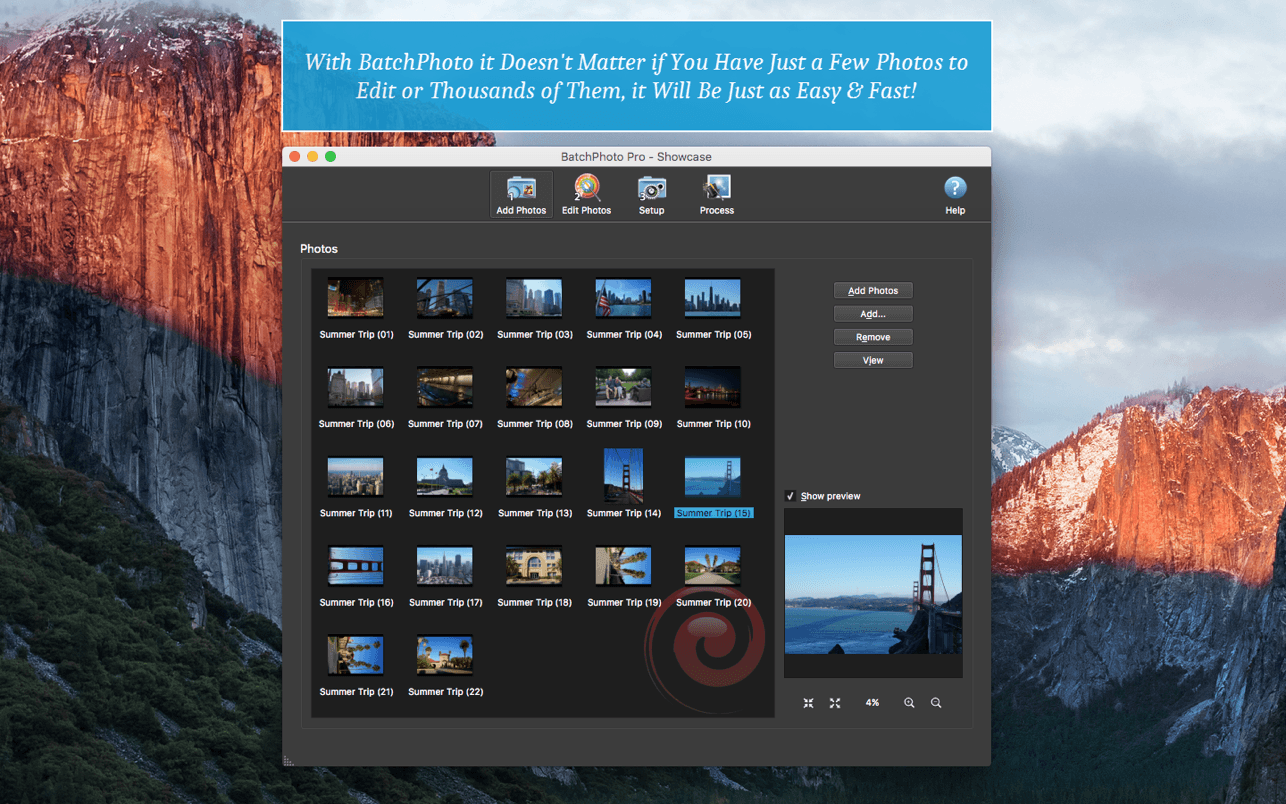 With BatchPhoto it Doesn't Matter if You Have Just a Few Photos to
Edit or Thousands of Them, it Will Be Just as Easy & Fast!
BatchPhoto Pro - Showcase
1 2 3
Add Photos Edit Photos Setup Process Help
Photos
Summer Trip (01) Summer Trip (02) Summer Trip (03) Summer Trip (04) Summer Trip (05)
Add Photos
Add...
Remove
View
Summer Trip (06) Summer Trip (07) Summer Trip (08) Summer Trip (09) Summer Trip (10)
Summer Trip (11) Summer Trip (12) Summer Trip (13) Summer Trip (14) Summer Trip (15)
Show preview
Summer Trip (16) Summer Trip (17) Summer Trip (18) Summer Trip (19) Summer Trip (20)
Summer Trip (21) Summer Trip (22)
4%